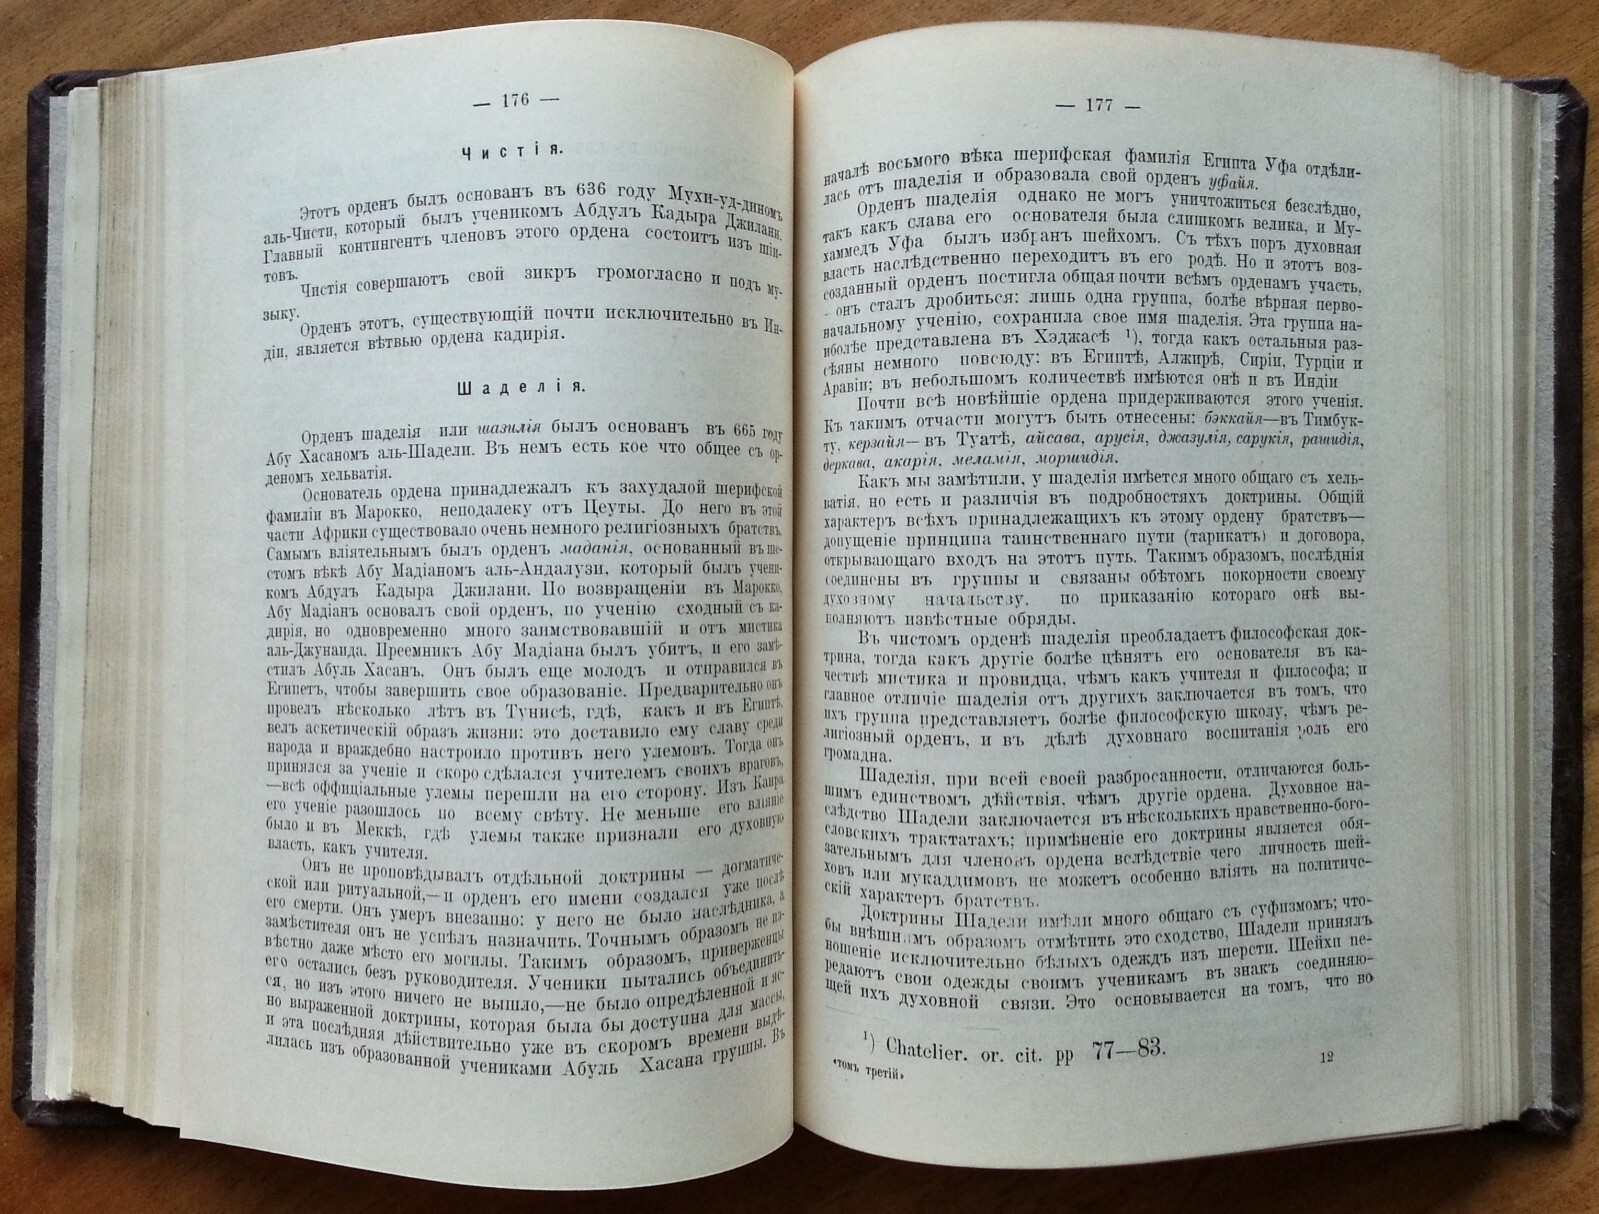 — 176 —
Чистія.
Этотъ орденъ былъ основанъ въ 636 году Мухи-уд-диномъ
аль-Чисти, который былъ ученикомъ Абдулъ Кадыра Джилани.
Главный контингентъ членовъ этого ордена состоитъ изъ шіи-
товъ.
Чистія совершаютъ свой зикръ громогласно и подъ му-
зыку.
Орденъ этотъ, существующій почти исключительно въ Ин-
діи, является вѣтвью ордена кадирія.
Шаделія.
Орденъ шаделія или шазилія былъ основанъ въ 665 году
Абу Хасаномъ аль-Шадели. Въ немъ есть кое что общее съ ор-
деномъ хельватія.
Основатель ордена принадлежалъ къ захудалой шерифской
фамиліи въ Марокко, неподалеку отъ Цеуты. До него въ этой
части Африки существовало очень немного религіозныхъ братствъ.
Самымъ вліятельнымъ былъ орденъ маданія, основанный въ ше-
стомъ вѣкѣ Абу Мадіаномъ аль-Андалузи, который былъ учени-
комъ Абдулъ Кадыра Джилани. По возвращеніи въ Марокко,
Абу Мадіанъ основалъ свой орденъ, по ученію сходный съ ка-
дирія, но одновременно много заимствовавшій и отъ мистика
аль-Джунаида. Преемникъ Абу Мадіана былъ убитъ, и его замѣ-
стилъ Абуль Хасанъ. Онъ былъ еще молодъ и отправился въ
Египетъ, чтобы завершить свое образованіе. Предварительно онъ
провелъ нѣсколько лѣтъ въ Тунисѣ, гдѣ, какъ и въ Египтѣ,
велъ аскетическій образъ жизни: это доставило ему славу среди
народа и враждебно настроило противъ него улемовъ. Тогда онъ
принялся за ученіе и скоро сдѣлался учителемъ своихъ враговъ,
—всѣ оффиціальные улемы перешли на его сторону. Изъ Каира
его ученіе разошлось по всему свѣту. Не меньше его вліяніе
было и въ Меккѣ, гдѣ улемы также признали его духовную
власть, какъ учителя.
Онъ не проповѣдывалъ отдѣльной доктрины — догматиче-
ской или ритуальной,—и орденъ его имени создался уже послѣ
его смерти. Онъ умеръ внезапно: у него не было наслѣдника, а
замѣстителя онъ не успѣлъ назначить. Точнымъ образомъ не из-
вѣстно даже мѣсто его могилы. Такимъ образомъ, приверженцы
его остались безъ руководителя. Ученики пытались объединить-
ся, но изъ этого ничего не вышло,—не было опредѣленной и яс-
но выраженной доктрины, которая была бы доступна для массы,
и эта послѣдняя дѣйствительно уже въ скоромъ времени выдѣ-
лилась изъ образованной учениками Абуль Хасана группы. Въ
— 177 —
началѣ восьмого вѣка шерифская фамилія Египта Уфа отдѣли-
лась отъ шаделія и образовала свой орденъ уфайя.
Орденъ шаделія однако не могъ уничтожиться безслѣдно,
такъ какъ слава его основателя была слишкомъ велика, и Му-
хаммедъ Уфа былъ избранъ шейхомъ. Съ тѣхъ поръ духовная
власть наслѣдственно переходитъ въ его родѣ. Но и этотъ воз-
созданный орденъ постигла общая почти всѣмъ орденамъ участь,
- онъ сталъ дробиться: лишь одна группа, болѣе вѣрная перво-
начальному ученію, сохранила свое имя шаделія. Эта группа на-
иболѣе представлена въ Хэджасѣ ¹), тогда какъ остальныя раз-
сѣяны немного повсюду: въ Египтѣ, Алжирѣ, Сиріи, Турціи и
Аравіи; въ небольшомъ количествѣ имѣются онѣ и въ Индіи
Почти всѣ новѣйшіе ордена придерживаются этого ученія.
Къ такимъ отчасти могутъ быть отнесены: бэккайя—въ Тимбук-
ту, керзайя— въ Туатѣ, айсава, арусія, джазулія, сарукія, рашидія,
деркава, акарія, меламія, моршидія.
Какъ мы замѣтили, у шаделія имѣется много общаго съ хель-
ватія, но есть и различія въ подробностяхъ доктрины. Общій
характеръ всѣхъ принадлежащихъ къ этому ордену братствъ—
допущеніе принципа таинственнаго пути (тарикатъ) и договора,
открывающаго входъ на этотъ путь. Такимъ образомъ, послѣднія
соединены въ группы и связаны обѣтомъ покорности своему
духовному начальству, по приказанію котораго онѣ вы-
полняютъ извѣстные обряды.
Въ чистомъ орденѣ шаделія преобладаетъ философская док-
трина, тогда какъ другіе болѣе цѣнятъ его основателя въ ка-
чествѣ мистика и провидца, чѣмъ какъ учителя и философа; и
главное отличіе шаделія отъ другихъ заключается въ томъ, что
ихъ группа представляетъ болѣе философскую школу, чѣмъ ре-
лигіозный орденъ, и въ дѣлѣ духовнаго воспитанія роль его
громадна.
Шаделія, при всей своей разбросанности, отличаются боль-
шимъ единствомъ дѣйствія, чѣмъ другіе ордена. Духовное на-
слѣдство Шадели заключается въ нѣсколькихъ нравственно-бого-
словскихъ трактатахъ; примѣненіе его доктрины является обя-
зательнымъ для членовъ ордена вслѣдствіе чего личность шей-
ховъ или мукаддимовъ не можетъ особенно вліять на политиче-
скій характеръ братствъ.
Доктрины Шадели имѣли много общаго съ суфизмомъ; что-
бы внѣшнимъ образомъ отмѣтить это сходство, Шадели принялъ
ношеніе исключительно бѣлыхъ одеждъ изъ шерсти. Шейхи пе-
редаютъ свои одежды своимъ ученикамъ въ знакъ соединяю-
щей ихъ духовной связи. Это основывается на томъ, что во
¹) Chatelier. or. cit. pp 77—83.
«томъ третій» 12